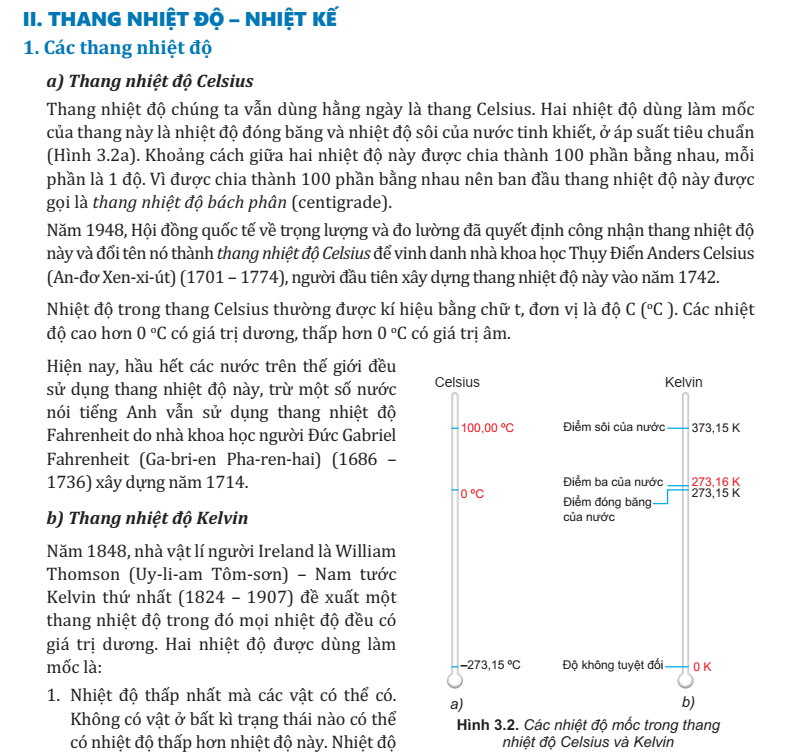 II. THANG NHIỆT ĐỘ – NHIỆT KẾ
1. Các thang nhiệt độ
a) Thang nhiệt độ Celsius
Thang nhiệt độ chúng ta vẫn dùng hằng ngày là thang Celsius. Hai nhiệt độ dùng làm mốc
của thang này là nhiệt độ đóng băng và nhiệt độ sôi của nước tinh khiết, ở áp suất tiêu chuẩn
(Hình 3.2a). Khoảng cách giữa hai nhiệt độ này được chia thành 100 phần bằng nhau, mỗi
phần là 1 độ. Vì được chia thành 100 phần bằng nhau nên ban đầu thang nhiệt độ này được
gọi là thang nhiệt độ bách phân (centigrade).
Năm 1948, Hội đồng quốc tế về trọng lượng và đo lường đã quyết định công nhận thang nhiệt độ
này và đổi tên nó thành thang nhiệt độ Celsius để vinh danh nhà khoa học Thụy Điển Anders Celsius
(An-đơ Xen-xi-út) (1701 – 1774), người đầu tiên xây dựng thang nhiệt độ này vào năm 1742.
Nhiệt độ trong thang Celsius thường được kí hiệu bằng chữ t, đơn vị là độ C (ºC ). Các nhiệt
độ cao hơn 0 ºC có giá trị dương, thấp hơn 0 ºC có giá trị âm.
Hiện nay, hầu hết các nước trên thế giới đều
sử dụng thang nhiệt độ này, trừ một số nước
nói tiếng Anh vẫn sử dụng thang nhiệt độ
Fahrenheit do nhà khoa học người Đức Gabriel
Fahrenheit (Ga-bri-en Pha-ren-hai) (1686 –
1736) xây dựng năm 1714.
b) Thang nhiệt độ Kelvin
Năm 1848, nhà vật lí người Ireland là William
Thomson (Uy-li-am Tôm-sơn) – Nam tước
Kelvin thứ nhất (1824 – 1907) đề xuất một
thang nhiệt độ trong đó mọi nhiệt độ đều có
giá trị dương. Hai nhiệt độ được dùng làm
mốc là:
1. Nhiệt độ thấp nhất mà các vật có thể có.
Không có vật ở bất kì trạng thái nào có thể
có nhiệt độ thấp hơn nhiệt độ này. Nhiệt độ
Celsius
100,00 ºC
0 ºC
–273,15 ºC
a)
Kelvin
Điểm sôi của nước
373,15 K
Điểm ba của nước
273,16 K
273,15 K
Điểm đóng băng
của nước
Độ không tuyệt đối
0 K
b)
Hình 3.2. Các nhiệt độ mốc trong thang
nhiệt độ Celsius và Kelvin